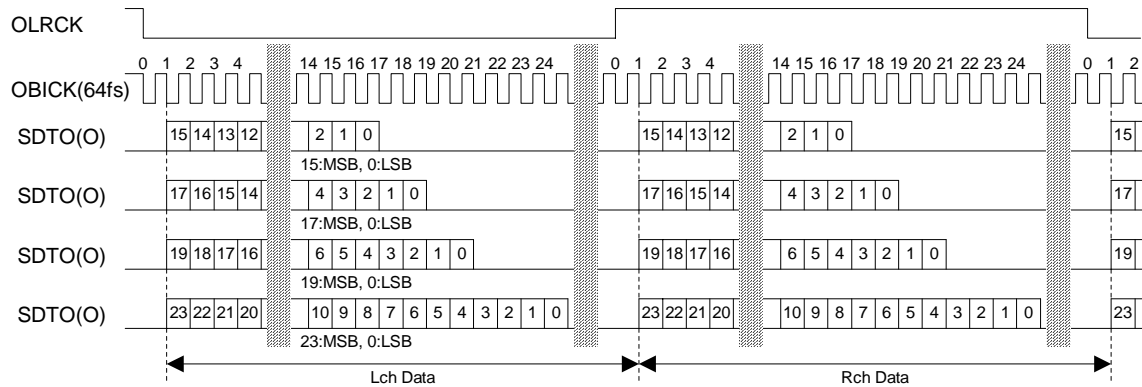 OLRCK
0 1 2 3 4 14 15 16 17 18 19 20 21 22 23 24 0 1 2 3 4 14 15 16 17 18 19 20 21 22 23 24 0 1 2
OBICK(64fs)
SDTO(O) 15 14 13 12 2 1 0 15 14 13 12 2 1 0 15
15:MSB, 0:LSB
SDTO(O) 17 16 15 14 4 3 2 1 0 17 16 15 14 4 3 2 1 0 17
17:MSB, 0:LSB
SDTO(O) 19 18 17 16 6 5 4 3 2 1 0 19 18 17 16 6 5 4 3 2 1 0 19
19:MSB, 0:LSB
SDTO(O) 23 22 21 20 10 9 8 7 6 5 4 3 2 1 0 23 22 21 20 10 9 8 7 6 5 4 3 2 1 0 23
23:MSB, 0:LSB
Lch Data Rch Data